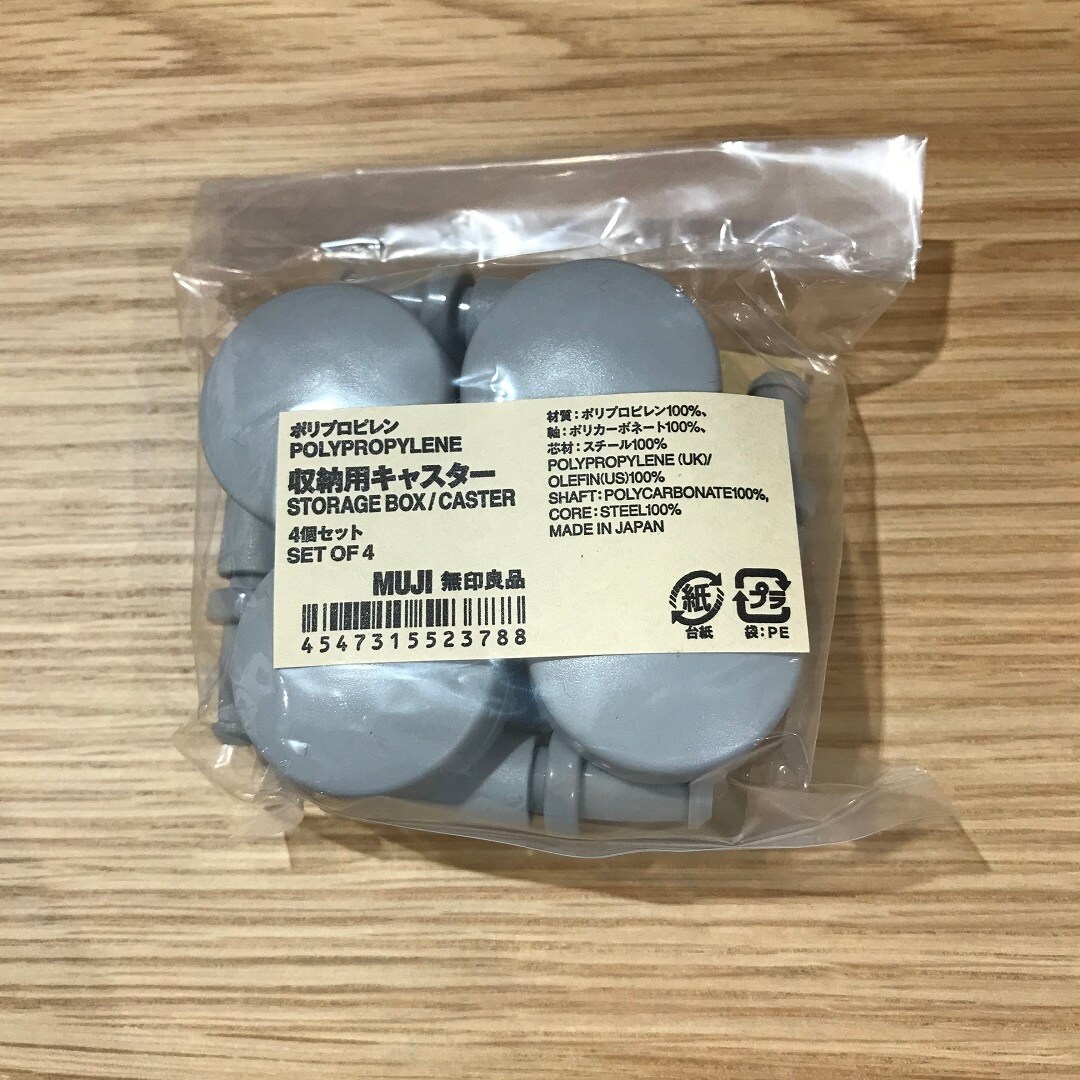 ポリプロピレン
POLYPROPYLENE
収納用キャスター
STORAGE BOX / CASTER
4個セット
SET OF 4
MUJI 無印良品
4547315523788
材質：ポリプロピレン100%、
軸：ポリカーボネート100%、
芯材：スチール100%
POLYPROPYLENE (UK)/
OLEFIN(US)100%
SHAFT：POLYCARBONATE100%,
CORE：STEEL100%
MADE IN JAPAN
紙
台紙
プラ
袋：PE